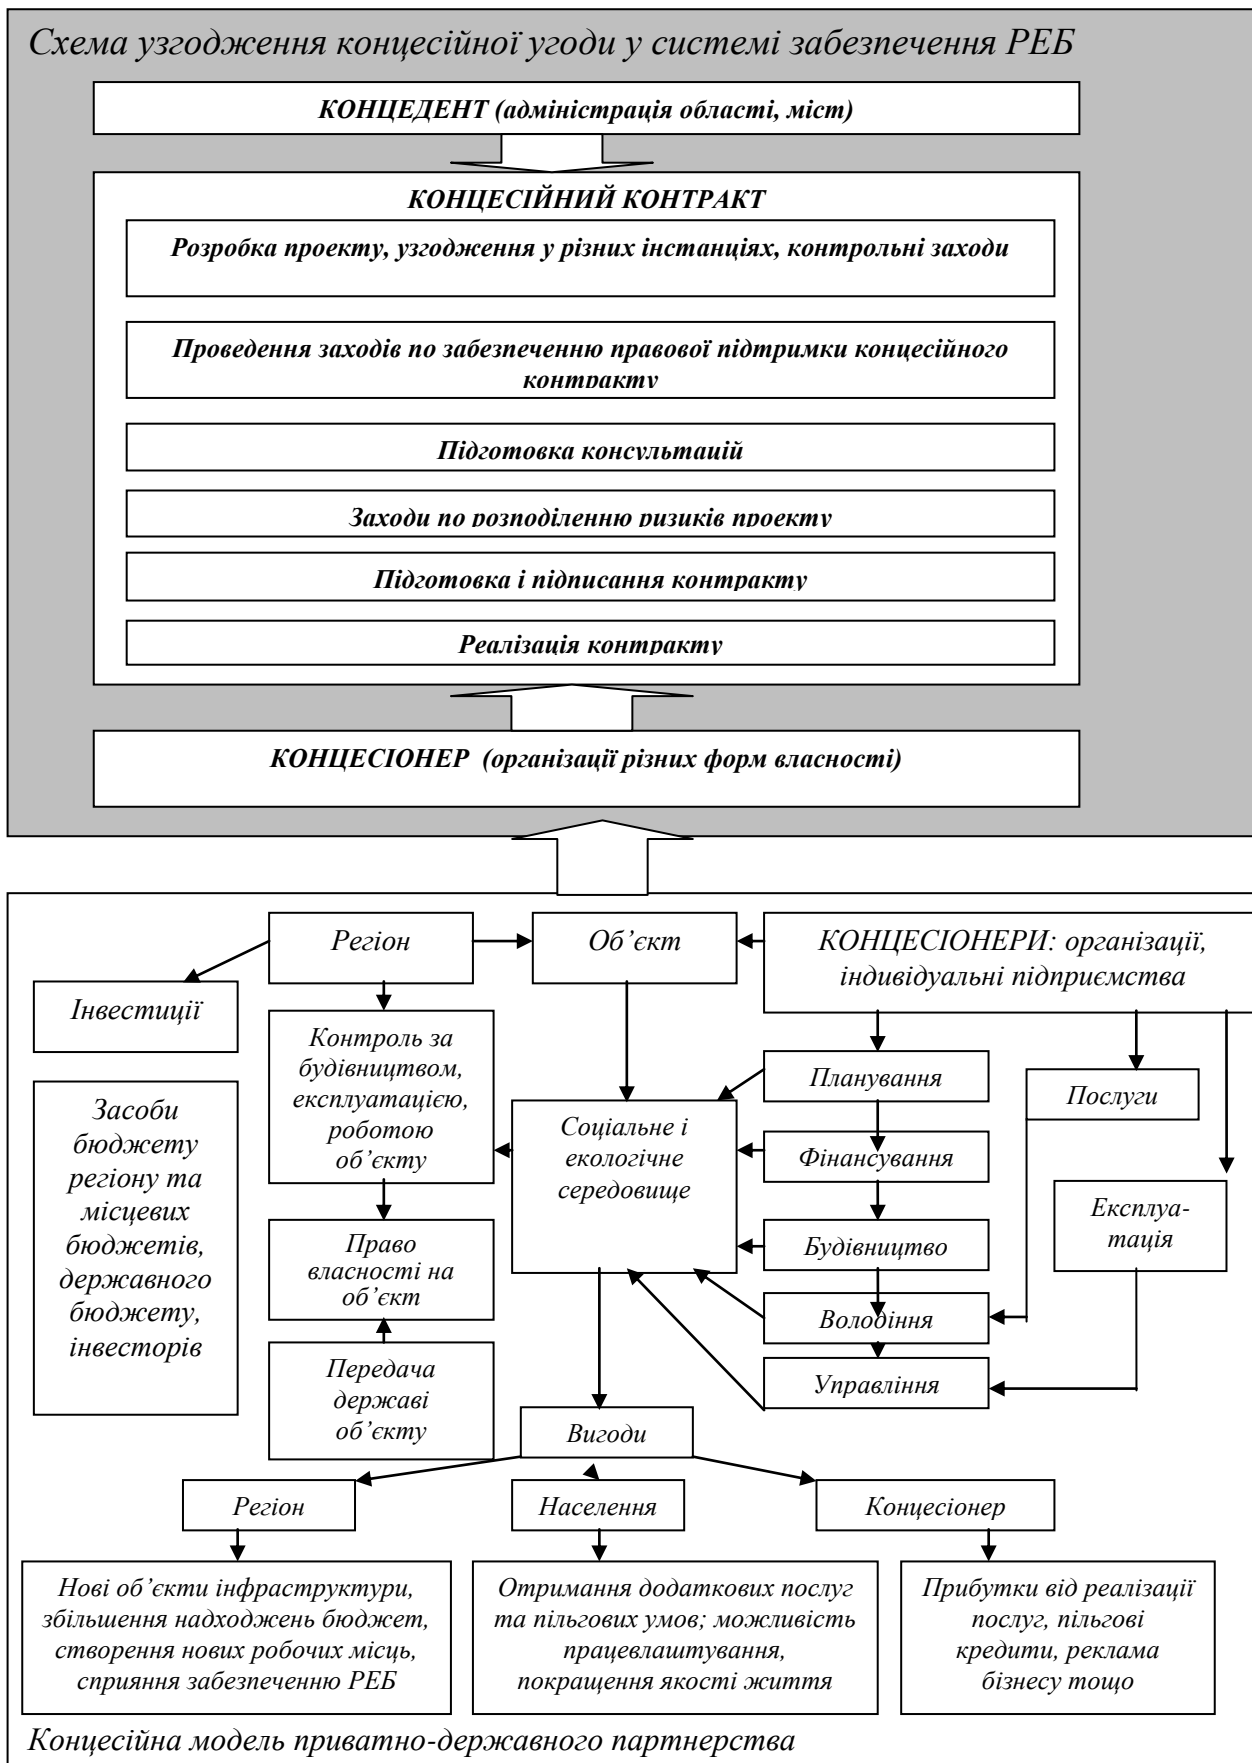 Схема узгодження концесійної угоди у системі забезпечення РЕБ
КОНЦЕДЕНТ (адміністрація області, міст)
КОНЦЕСІЙНИЙ КОНТРАКТ
Розробка проекту, узгодження у різних інстанціях, контрольні заходи
Проведення заходів по забезпеченню правової підтримки концесійного
контракту
Підготовка консультацій
Заходи по розподіленню ризиків проекту
Підготовка і підписання контракту
Реалізація контракту
КОНЦЕСІОНЕР (організації різних форм власності)
Регіон
Об’єкт
КОНЦЕСІОНЕРИ: організації,
індивідуальні підприємства
Інвестиції
Контроль за
будівництвом,
експлуатацією,
роботою
об’єкту
Планування
Послуги
Засоби
бюджету
регіону та
місцевих
бюджетів,
державного
бюджету,
інвесторів
Соціальне і
екологічне
середовище
Фінансування
Експлуа-
тація
Право
власності на
об’єкт
Будівництво
Володіння
Передача
державі
об’єкту
Управління
Вигоди
Регіон
Населення
Концесіонер
Нові об’єкти інфраструктури,
збільшення надходжень бюджет,
створення нових робочих місць,
сприяння забезпеченню РЕБ
Отримання додаткових послуг
та пільгових умов; можливість
працевлаштування,
покращення якості життя
Прибутки від реалізації
послуг, пільгові
кредити, реклама
бізнесу тощо
Концесійна модель приватно-державного партнерства